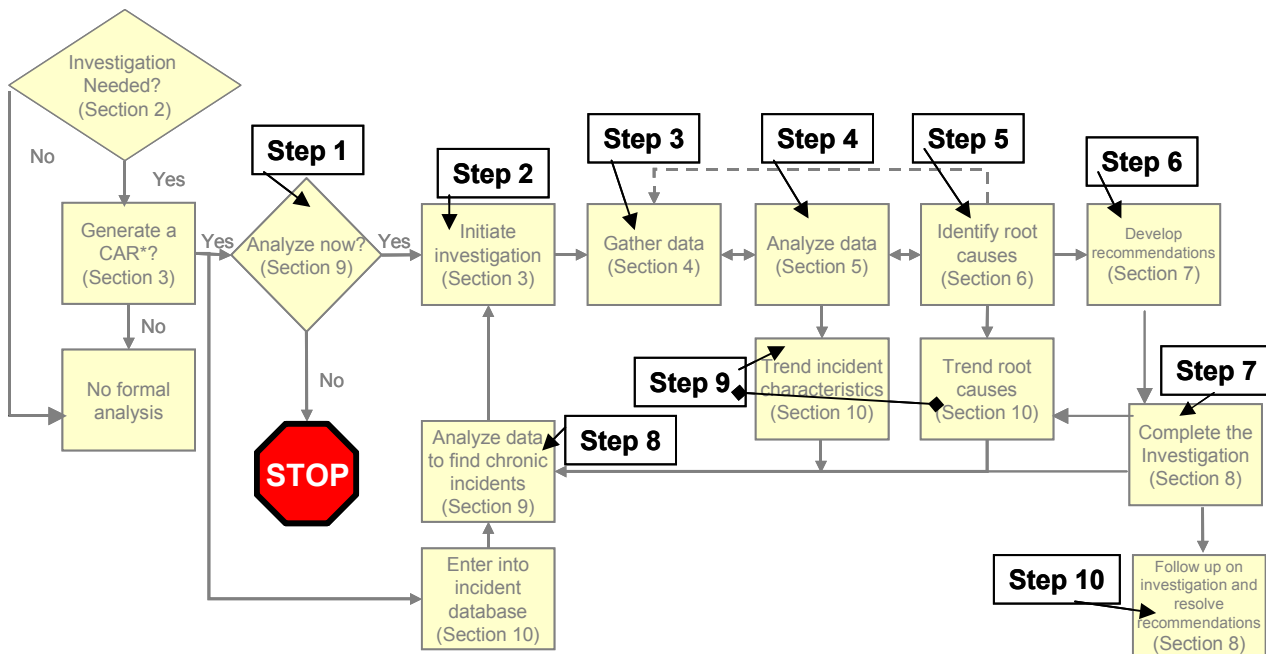 Investigation
Needed?
(Section 2)
No
Yes
Generate a
CAR*?
(Section 3)
Yes
No
No formal
analysis
Step 1
Analyze now?
(Section 9)
Yes
No
STOP
Step 2
Initiate
investigation
(Section 3)
Step 3
Gather data
(Section 4)
Step 4
Analyze data
(Section 5)
Step 5
Identify root
causes
(Section 6)
Step 6
Develop
recommendations
(Section 7)
Step 9
Trend incident
characteristics
(Section 10)
Trend root
causes
(Section 10)
Step 7
Complete the
Investigation
(Section 8)
Step 8
Analyze data
to find chronic
incidents
(Section 9)
Enter into
incident
database
(Section 10)
Step 10
Follow up on
investigation and
resolve
recommendations
(Section 8)